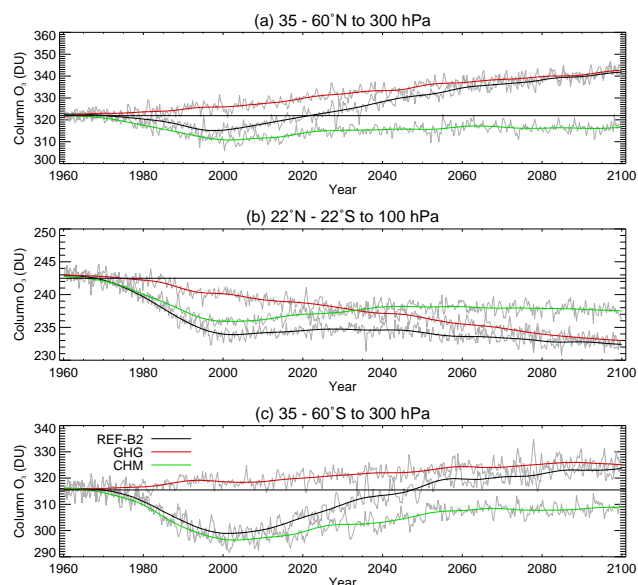 (a) 35 - 60˚N to 300 hPa
Column O₃ (DU)
360
350
340
330
320
310
300
1960 1980 2000 2020 2040 2060 2080 2100
Year
(b) 22˚N - 22˚S to 100 hPa
Column O₃ (DU)
250
245
240
235
230
1960 1980 2000 2020 2040 2060 2080 2100
Year
(c) 35 - 60˚S to 300 hPa
Column O₃ (DU)
340
330
320
310
300
290
REF-B2
GHG
CHM
1960 1980 2000 2020 2040 2060 2080 2100
Year